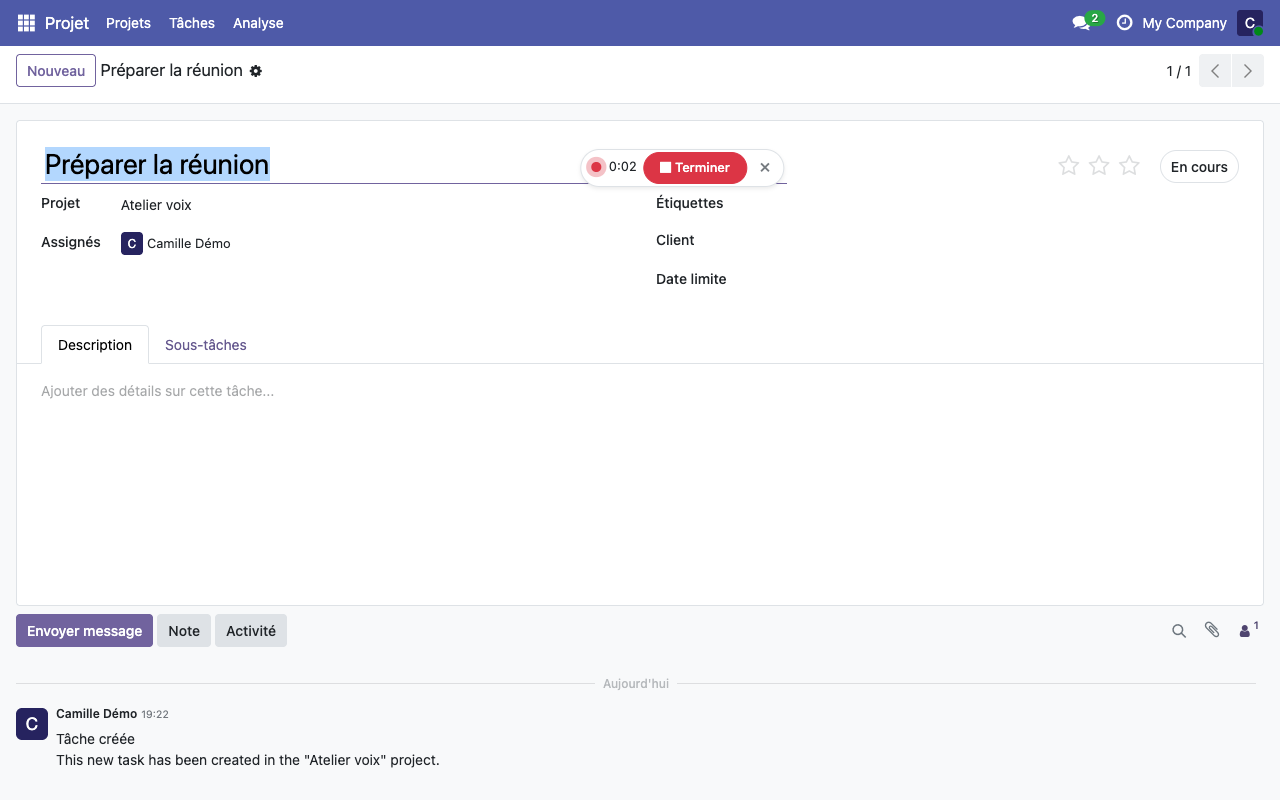 Projet Projets Tâches Analyse 2 My Company C
Nouveau Préparer la réunion 1 / 1
Préparer la réunion 0:02 Terminer En cours
Projet Atelier voix Étiquettes
Assignés C Camille Démo Client
Date limite
Description Sous-tâches
Ajouter des détails sur cette tâche...
Envoyer message Note Activité 1
Aujourd'hui
C Camille Démo 19:22
Tâche créée
This new task has been created in the "Atelier voix" project.